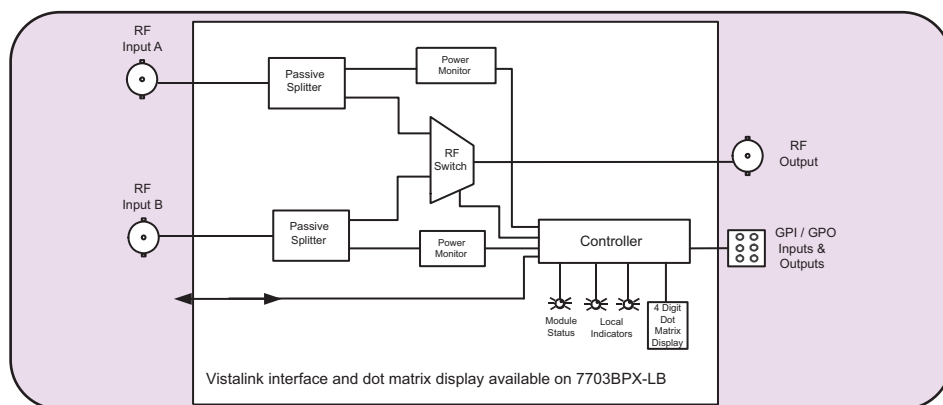 RF
Input A
Passive
Splitter
Power
Monitor
RF
Switch
RF
Output
RF
Input B
Passive
Splitter
Power
Monitor
Controller
GPI / GPO
Inputs &
Outputs
Module
Status
Local
Indicators
4 Digit
Dot
Matrix
Display
Vistalink interface and dot matrix display available on 7703BPX-LB